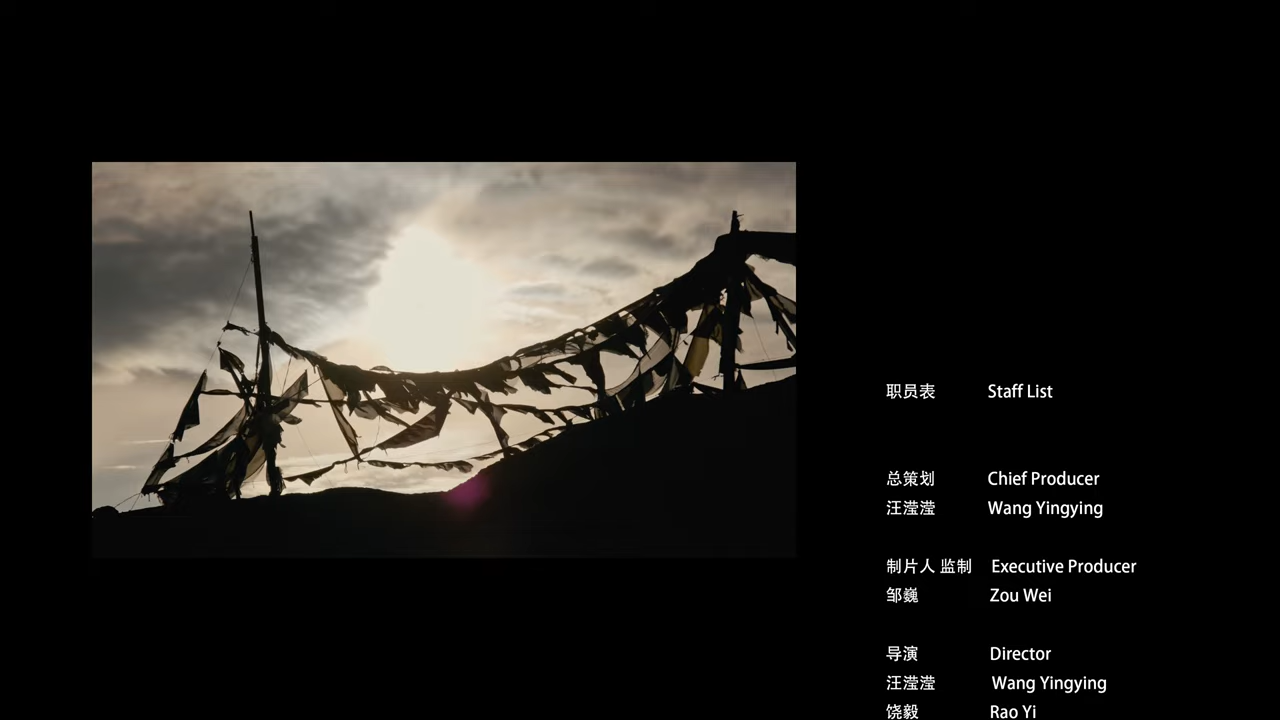 职员表 Staff List
总策划 Chief Producer
汪滢滢 Wang Yingying
制片人 监制 Executive Producer
邹巍 Zou Wei
导演 Director
汪滢滢 Wang Yingying
饶毅 Rao Yi